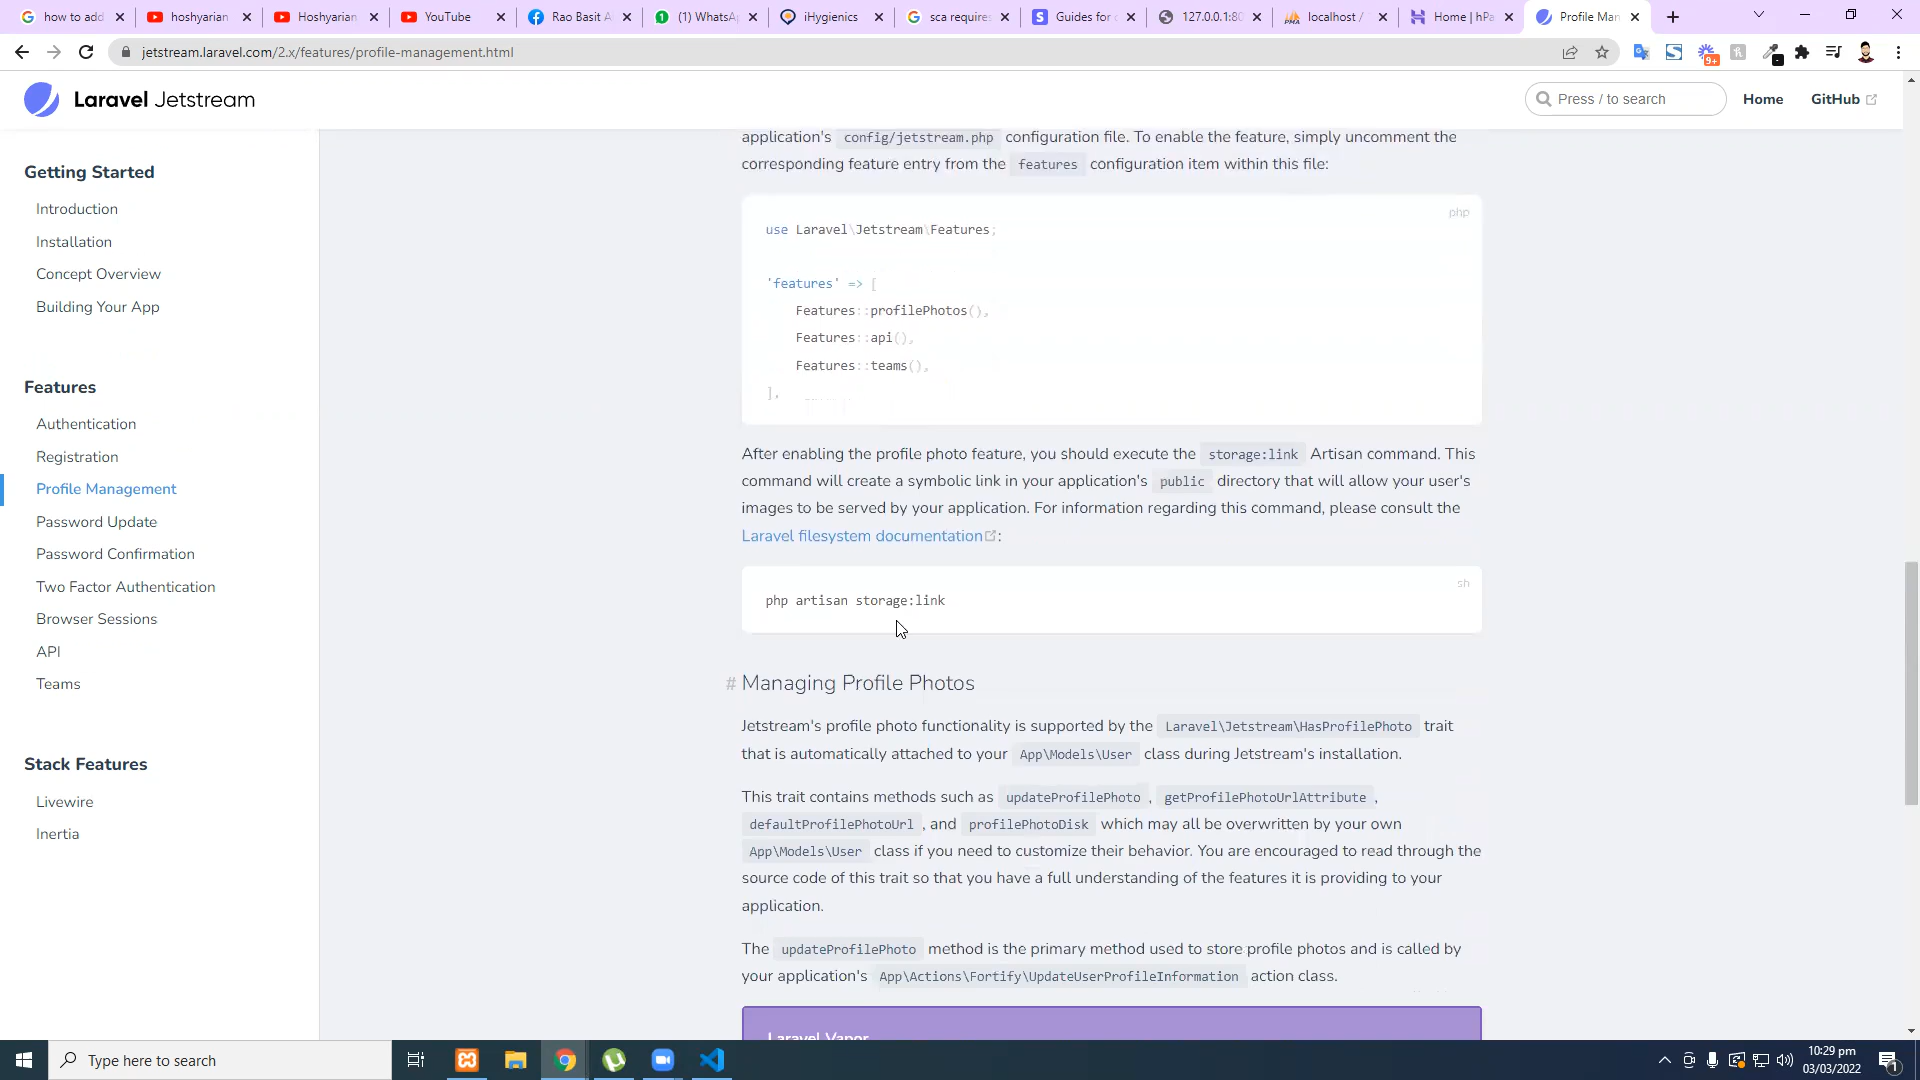 how to add
hoshyarian
Hoshyarian
YouTube
Rao Basit Al
(1) WhatsAp
iHygienics
sca requires
Guides for c
127.0.0.1:80
localhost /
Home | hPa
Profile Man
jetstream.laravel.com/2.x/features/profile-management.html
9+
Laravel Jetstream
Press / to search
Home
GitHub
Getting Started
Introduction
Installation
Concept Overview
Building Your App
Features
Authentication
Registration
Profile Management
Password Update
Password Confirmation
Two Factor Authentication
Browser Sessions
API
Teams
Stack Features
Livewire
Inertia
application's config/jetstream.php configuration file. To enable the feature, simply uncomment the
corresponding feature entry from the features configuration item within this file:
php
use Laravel\Jetstream\Features;
'features' => [
Features::profilePhotos(),
Features::api(),
Features::teams(),
],
After enabling the profile photo feature, you should execute the storage:link Artisan command. This
command will create a symbolic link in your application's public directory that will allow your user's
images to be served by your application. For information regarding this command, please consult the
Laravel filesystem documentation:
sh
php artisan storage:link
# Managing Profile Photos
Jetstream's profile photo functionality is supported by the Laravel\Jetstream\HasProfilePhoto trait
that is automatically attached to your App\Models\User class during Jetstream's installation.
This trait contains methods such as updateProfilePhoto, getProfilePhotoUrlAttribute,
defaultProfilePhotoUrl, and profilePhotoDisk which may all be overwritten by your own
App\Models\User class if you need to customize their behavior. You are encouraged to read through the
source code of this trait so that you have a full understanding of the features it is providing to your
application.
The updateProfilePhoto method is the primary method used to store profile photos and is called by
your application's App\Actions\Fortify\UpdateUserProfileInformation action class.
Laravel Vapor
Type here to search
10:29 pm
03/03/2022
1